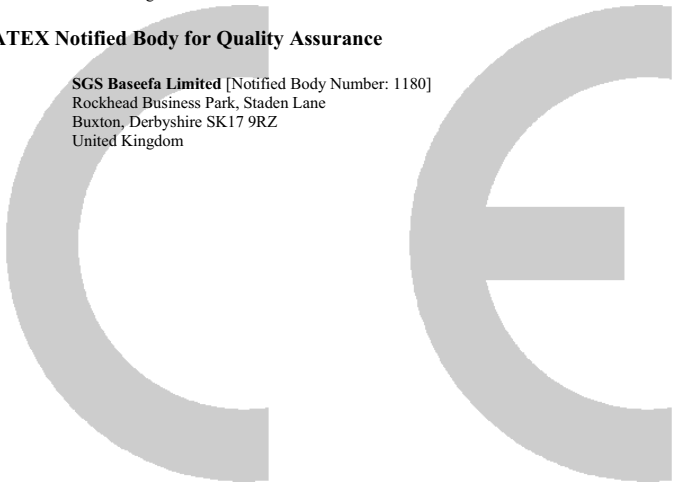 ATEX Notified Body for Quality Assurance
SGS Baseefa Limited [Notified Body Number: 1180]
Rockhead Business Park, Staden Lane
Buxton, Derbyshire SK17 9RZ
United Kingdom
CE